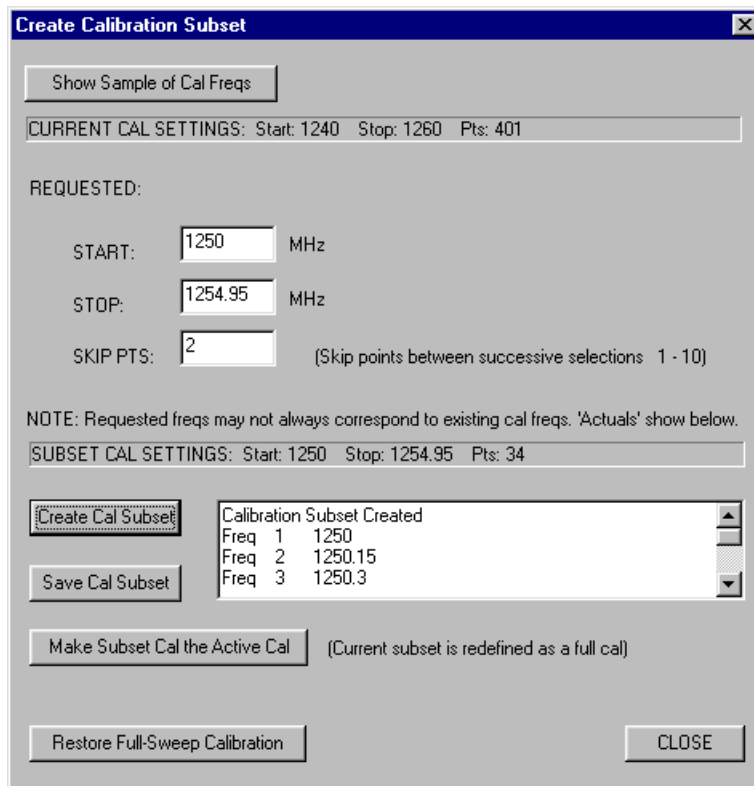 Create Calibration Subset
Show Sample of Cal Freqs
CURRENT CAL SETTINGS: Start: 1240 Stop: 1260 Pts: 401
REQUESTED:
START: 1250 MHz
STOP: 1254.95 MHz
SKIP PTS: 2 (Skip points between successive selections 1 - 10)
NOTE: Requested freqs may not always correspond to existing cal freqs. 'Actuals' show below.
SUBSET CAL SETTINGS: Start: 1250 Stop: 1254.95 Pts: 34
Create Cal Subset
Calibration Subset Created
Freq 1 1250
Freq 2 1250.15
Freq 3 1250.3
Save Cal Subset
Make Subset Cal the Active Cal (Current subset is redefined as a full cal)
Restore Full-Sweep Calibration
CLOSE